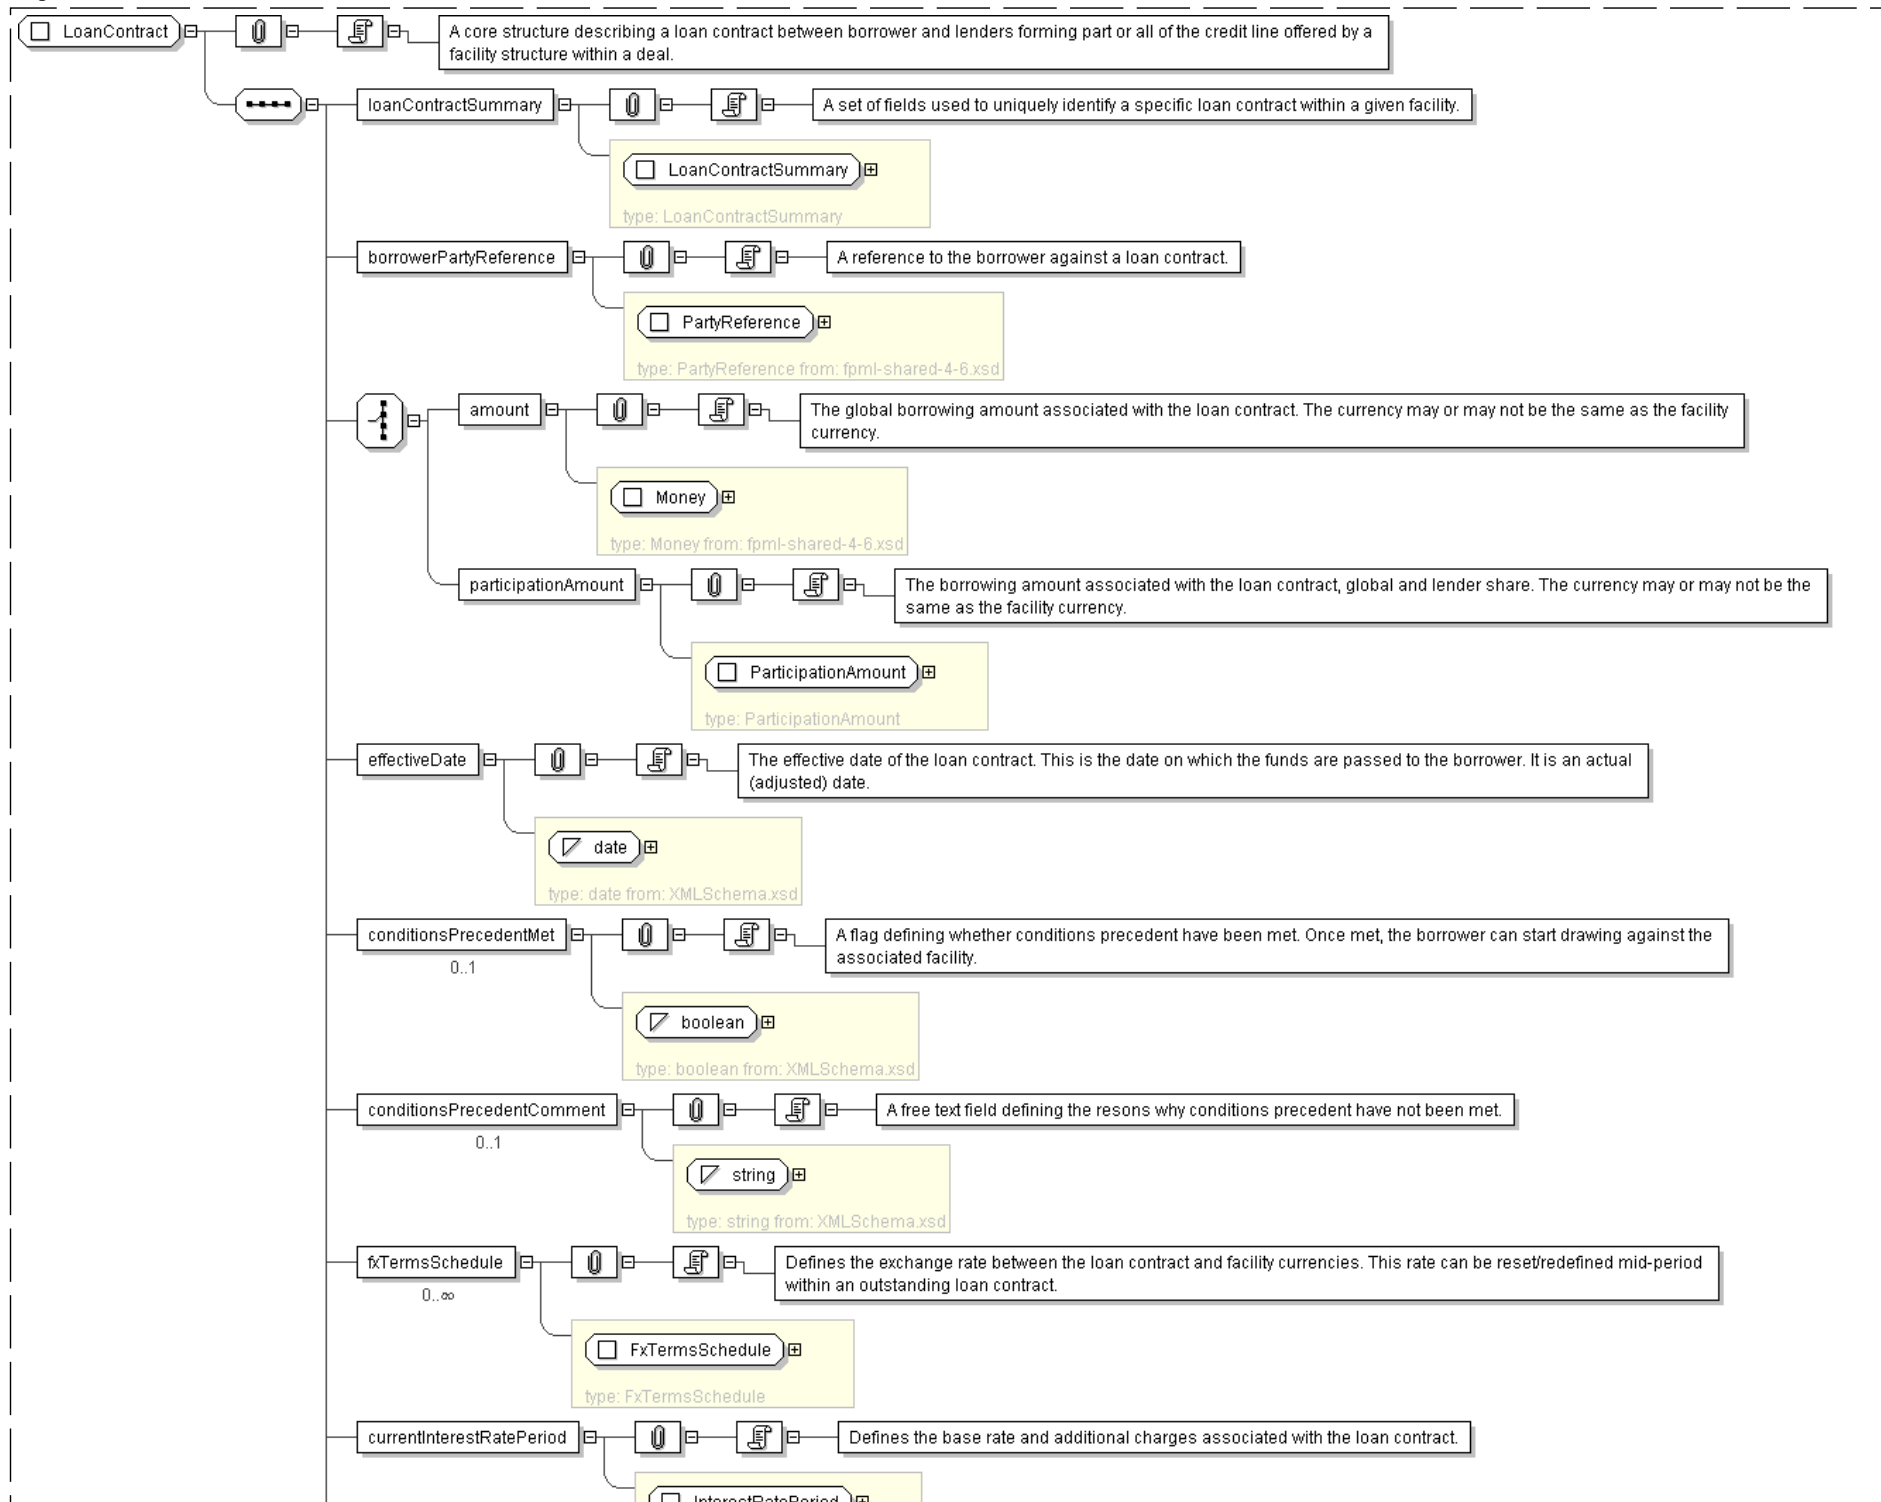 LoanContract
A core structure describing a loan contract between borrower and lenders forming part or all of the credit line offered by a
facility structure within a deal.
loanContractSummary
A set of fields used to uniquely identify a specific loan contract within a given facility.
LoanContractSummary
type: LoanContractSummary
borrowerPartyReference
A reference to the borrower against a loan contract.
PartyReference
type: PartyReference from: fpml-shared-4-6.xsd
amount
The global borrowing amount associated with the loan contract. The currency may or may not be the same as the facility
currency.
Money
type: Money from: fpml-shared-4-6.xsd
participationAmount
The borrowing amount associated with the loan contract, global and lender share. The currency may or may not be the
same as the facility currency.
ParticipationAmount
type: ParticipationAmount
effectiveDate
The effective date of the loan contract. This is the date on which the funds are passed to the borrower. It is an actual
(adjusted) date.
date
type: date from: XMLSchema.xsd
conditionsPrecedentMet
A flag defining whether conditions precedent have been met. Once met, the borrower can start drawing against the
associated facility.
0..1
boolean
type: boolean from: XMLSchema.xsd
conditionsPrecedentComment
A free text field defining the resons why conditions precedent have not been met.
0..1
string
type: string from: XMLSchema.xsd
fxTermsSchedule
Defines the exchange rate between the loan contract and facility currencies. This rate can be reset/redefined mid-period
within an outstanding loan contract.
0..∞
FxTermsSchedule
type: FxTermsSchedule
currentInterestRatePeriod
Defines the base rate and additional charges associated with the loan contract.
InterestRatePeriod